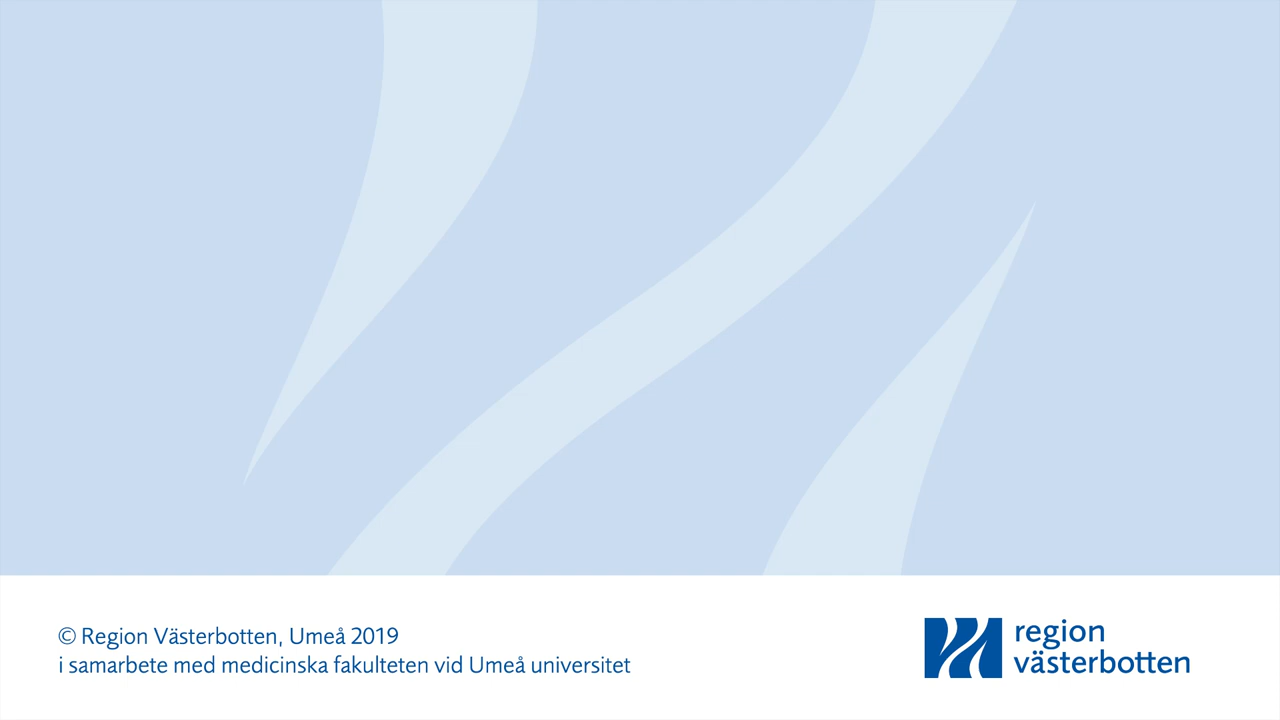 © Region Västerbotten, Umeå 2019
i samarbete med medicinska fakulteten vid Umeå universitet
region
västerbotten